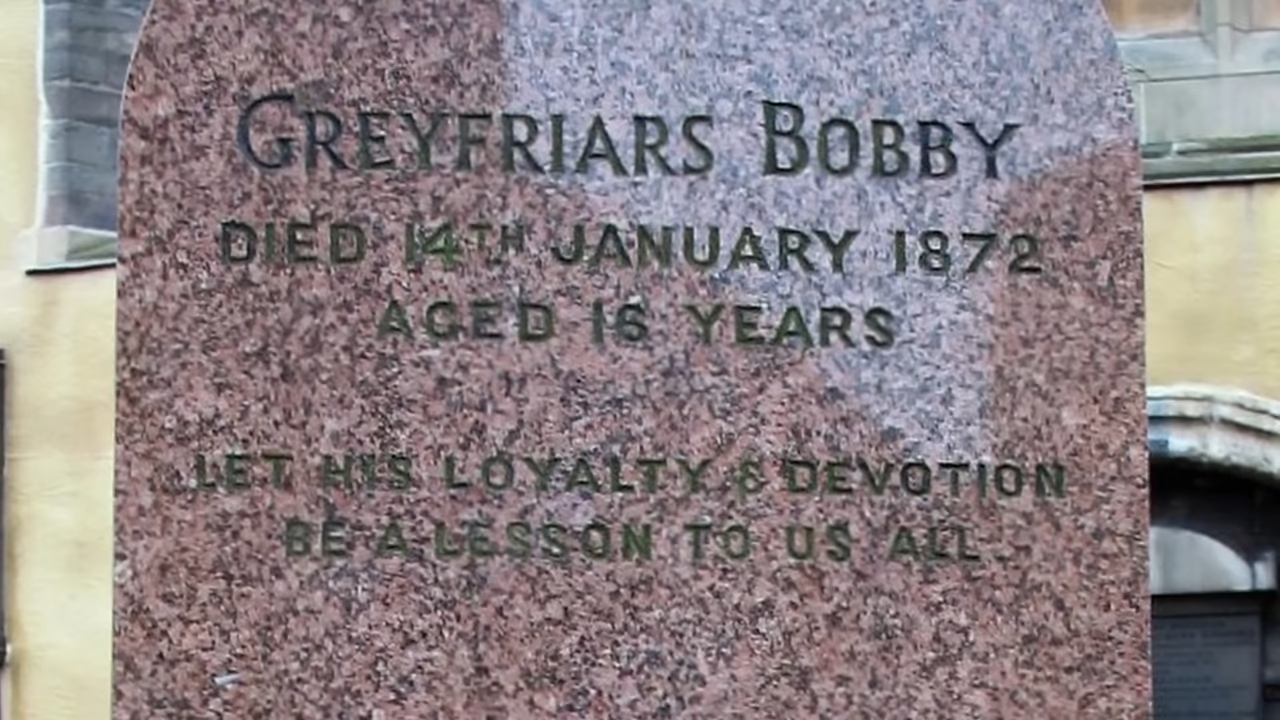 GREYFRIARS BOBBY
DIED 14TH JANUARY 1872
AGED 16 YEARS
LET HIS LOYALTY & DEVOTION
BE A LESSON TO US ALL.